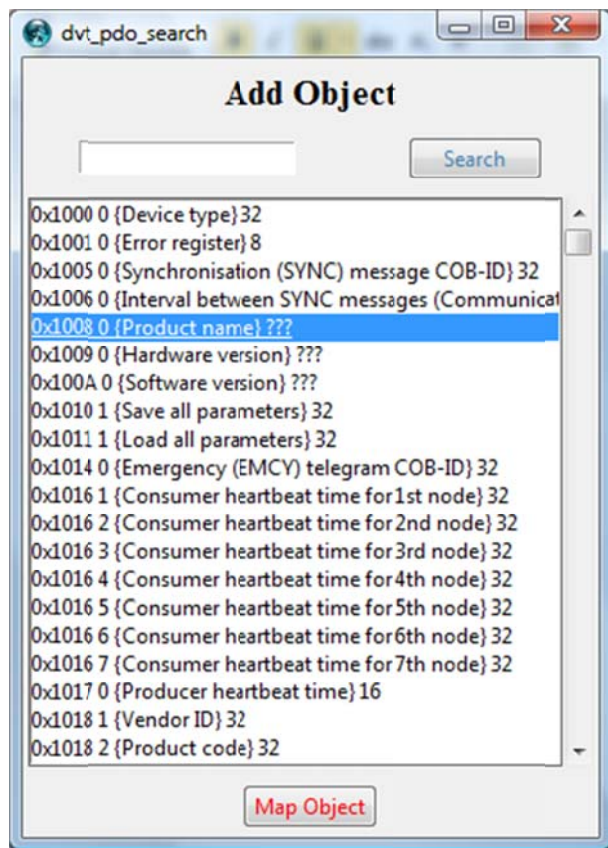 dvt_pdo_search
Add Object
Search
0x1000 0 {Device type} 32
0x1001 0 {Error register} 8
0x1005 0 {Synchronisation (SYNC) message COB-ID} 32
0x1006 0 {Interval between SYNC messages (Communicat
0x1008 0 {Product name} ???
0x1009 0 {Hardware version} ???
0x100A 0 {Software version} ???
0x1010 1 {Save all parameters} 32
0x1011 1 {Load all parameters} 32
0x1014 0 {Emergency (EMCY) telegram COB-ID} 32
0x1016 1 {Consumer heartbeat time for 1st node} 32
0x1016 2 {Consumer heartbeat time for 2nd node} 32
0x1016 3 {Consumer heartbeat time for 3rd node} 32
0x1016 4 {Consumer heartbeat time for 4th node} 32
0x1016 5 {Consumer heartbeat time for 5th node} 32
0x1016 6 {Consumer heartbeat time for 6th node} 32
0x1016 7 {Consumer heartbeat time for 7th node} 32
0x1017 0 {Producer heartbeat time} 16
0x1018 1 {Vendor ID} 32
0x1018 2 {Product code} 32
Map Object